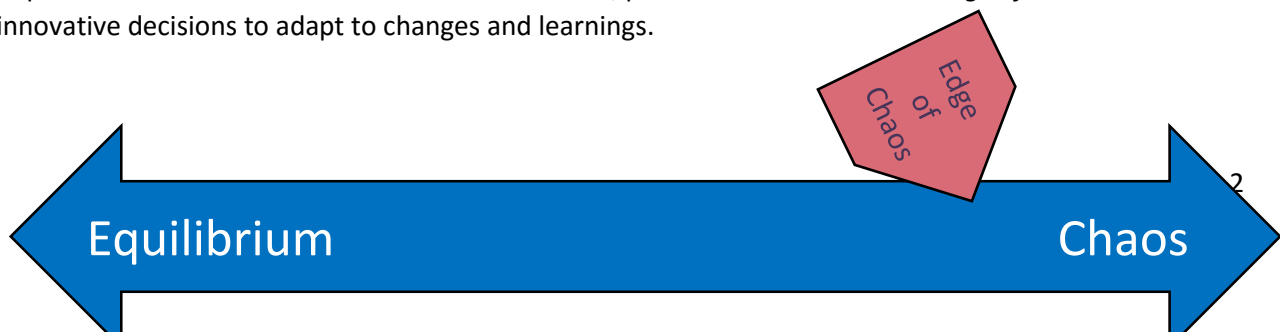 innovative decisions to adapt to changes and learnings.
Edge
of
Chaos
2
Equilibrium
Chaos